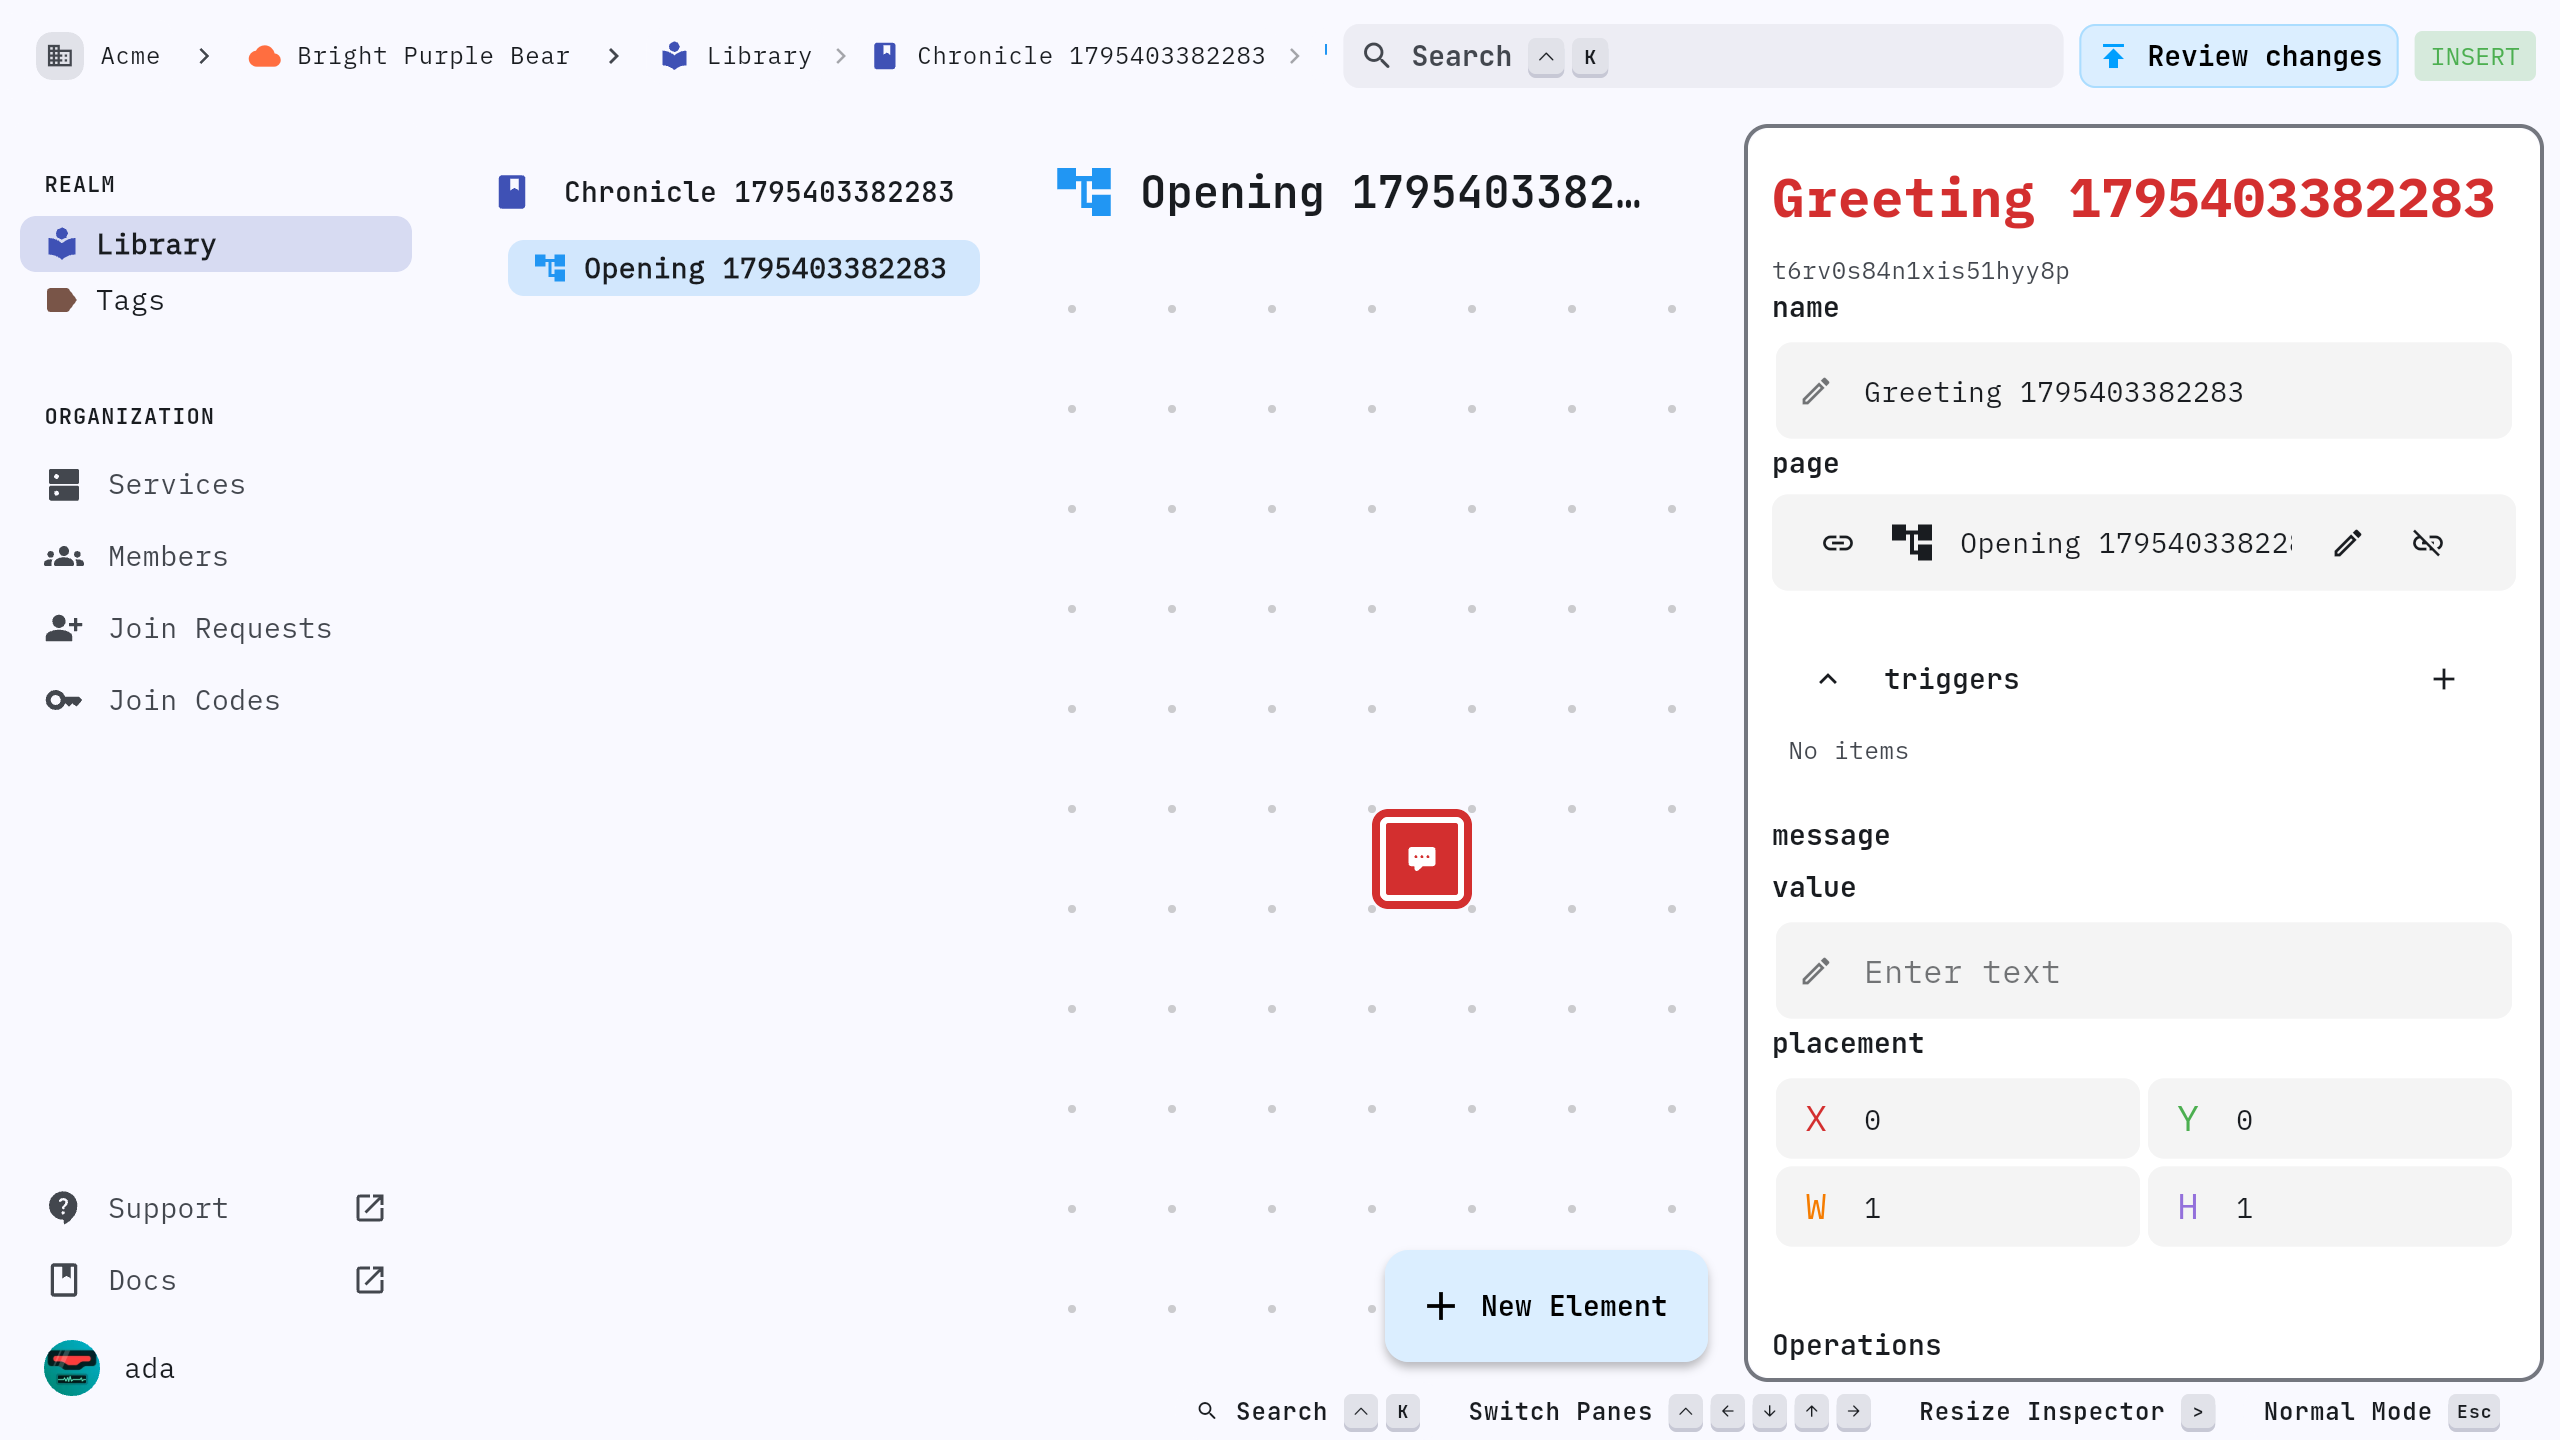 Acme
Bright Purple Bear
Library
Chronicle 1795403382283
Search
K
Review changes
INSERT
REALM
Library
Tags
ORGANIZATION
Services
Members
Join Requests
Join Codes
Support
Docs
ada
Chronicle 1795403382283
Opening 1795403382283
Opening 1795403382…
New Element
Greeting 1795403382283
t6rv0s84n1xis51hyy8p
name
Greeting 1795403382283
page
Opening 179540338228
triggers
No items
message
value
Enter text
placement
X 0
Y 0
W 1
H 1
Operations
Search K
Switch Panes
Resize Inspector >
Normal Mode Esc